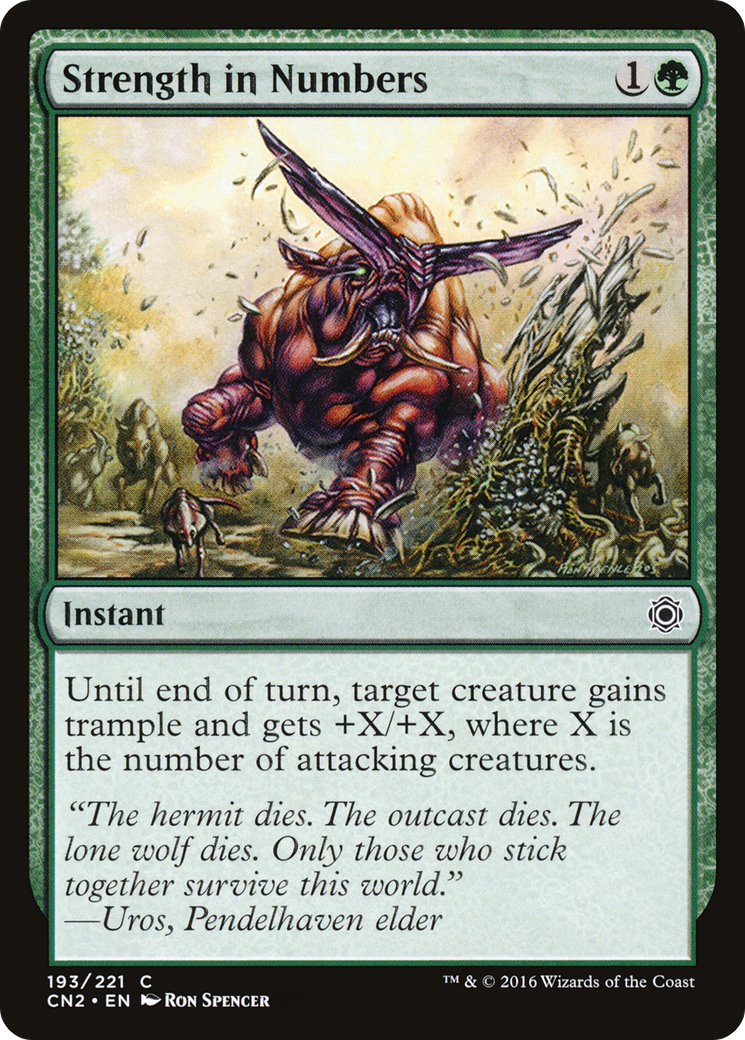 Strength in Numbers 1
Instant
Until end of turn, target creature gains
trample and gets +X/+X, where X is
the number of attacking creatures.
“The hermit dies. The outcast dies. The
lone wolf dies. Only those who stick
together survive this world.”
—Uros, Pendelhaven elder
193/221 C
CN2 • EN Ron Spencer
™ & © 2016 Wizards of the Coast